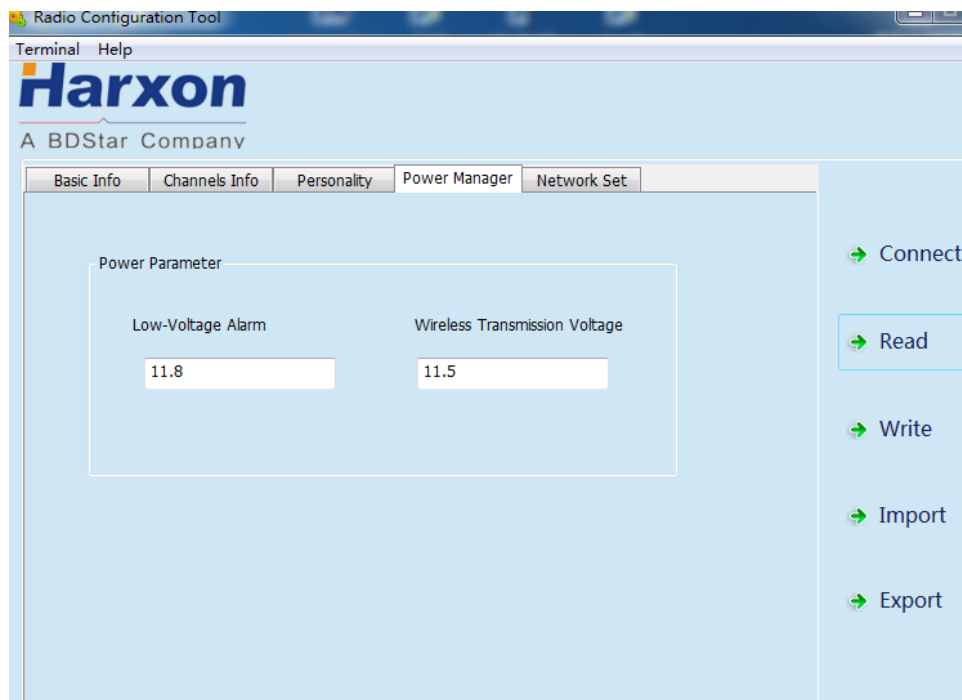 Radio Configuration Tool
Terminal Help
Harxon
A BDStar Company
Basic Info Channels Info Personality Power Manager Network Set
Power Parameter
Low-Voltage Alarm Wireless Transmission Voltage
11.8 11.5
Connect
Read
Write
Import
Export